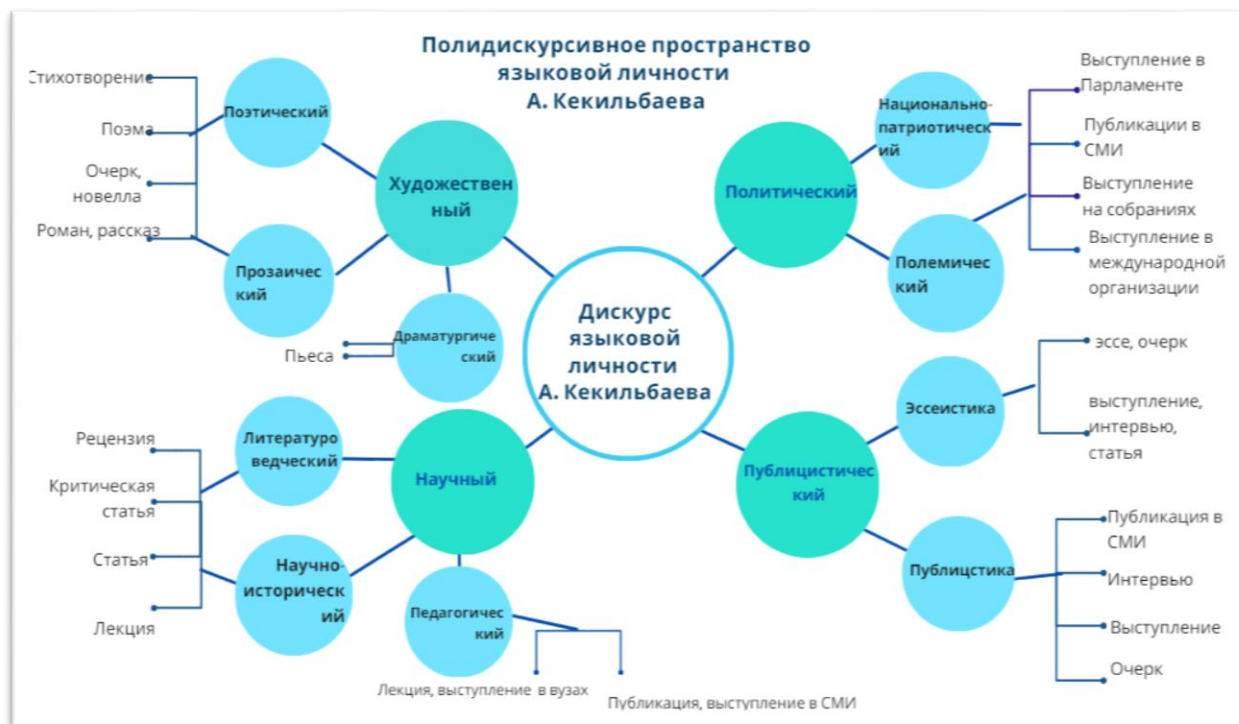 Полидискурсивное пространство
языковой личности
А. Кекильбаева
Стихотворение
Поэма
Очерк,
новелла
Роман, рассказ
Поэтический
Прозаичес
кий
Художествен
ный
Драматургиче
ский
Пьеса
Политический
Национально-
патриотическ
ий
Полемичес
кий
Выступление в
Парламенте
Публикации в
СМИ
Выступление
на собраниях
Выступление в
международной
организации
Дискурс
языковой
личности
А. Кекильбаева
Рецензия
Критическая
статья
Статья
Лекция
Литературо
ведческий
Научно-
историческ
ий
Научный
Педагогичес
кий
Лекция, выступление в вузах
Публикация, выступление в СМИ
Публицистичес
кий
Эссеистика
эссе, очерк
выступление,
интервью,
статья
Публицстика
Публикация в
СМИ
Интервью
Выступление
Очерк